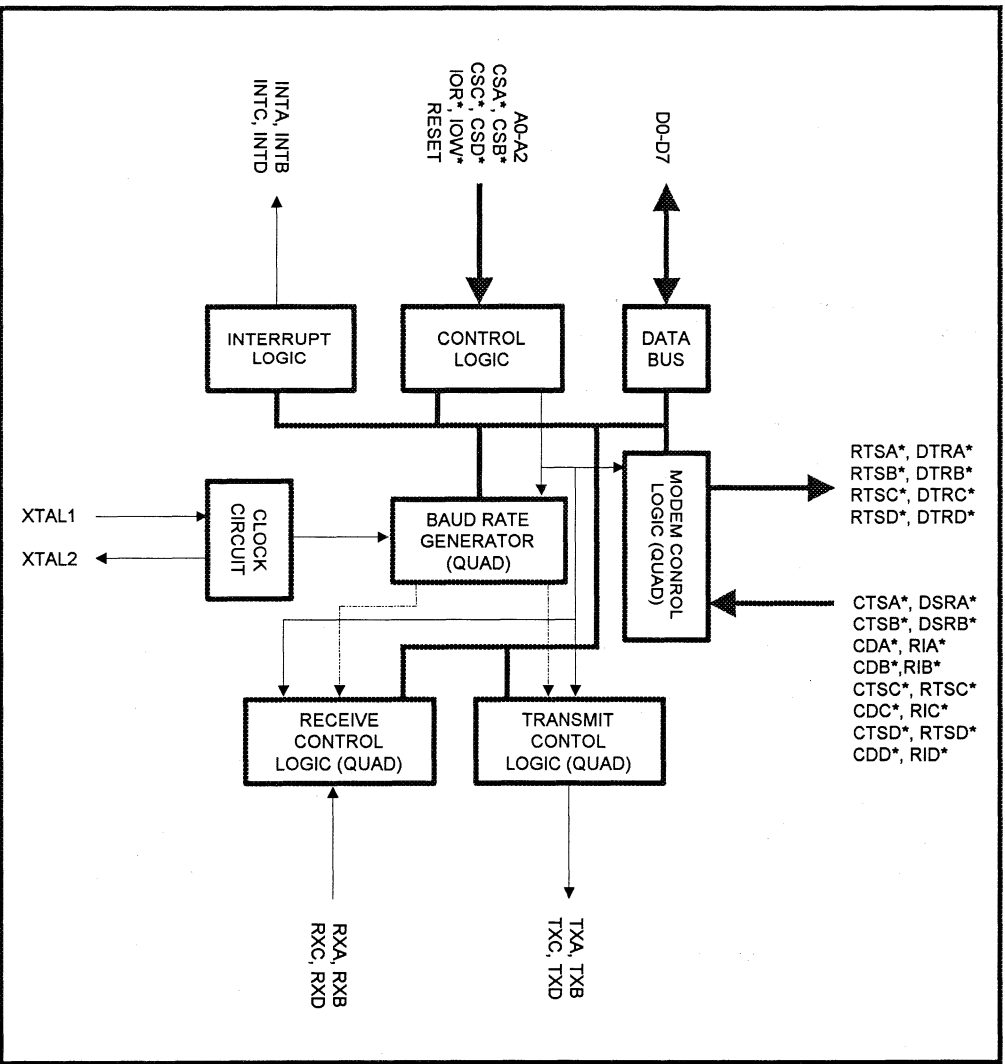 INTA, INTB
INTC, INTD
A0-A2
CSA*, CSB*
CSC*, CSD*
IOR*, IOW*
RESET
D0-D7
INTERRUPT
LOGIC
CONTROL
LOGIC
DATA
BUS
XTAL1
XTAL2
CLOCK
CIRCUIT
BAUD RATE
GENERATOR
(QUAD)
MODEM CONROL
LOGIC (QUAD)
RTSA*, DTRA*
RTSB*, DTRB*
RTSC*, DTRC*
RTSD*, DTRD*
CTSA*, DSRA*
CTSB*, DSRB*
CDA*, RIA*
CDB*,RIB*
CTSC*, RTSC*
CDC*, RIC*
CTSD*, RTSD*
CDD*, RID*
RECEIVE
CONTROL
LOGIC (QUAD)
TRANSMIT
CONTOL
LOGIC (QUAD)
RXA, RXB
RXC, RXD
TXA, TXB
TXC, TXD